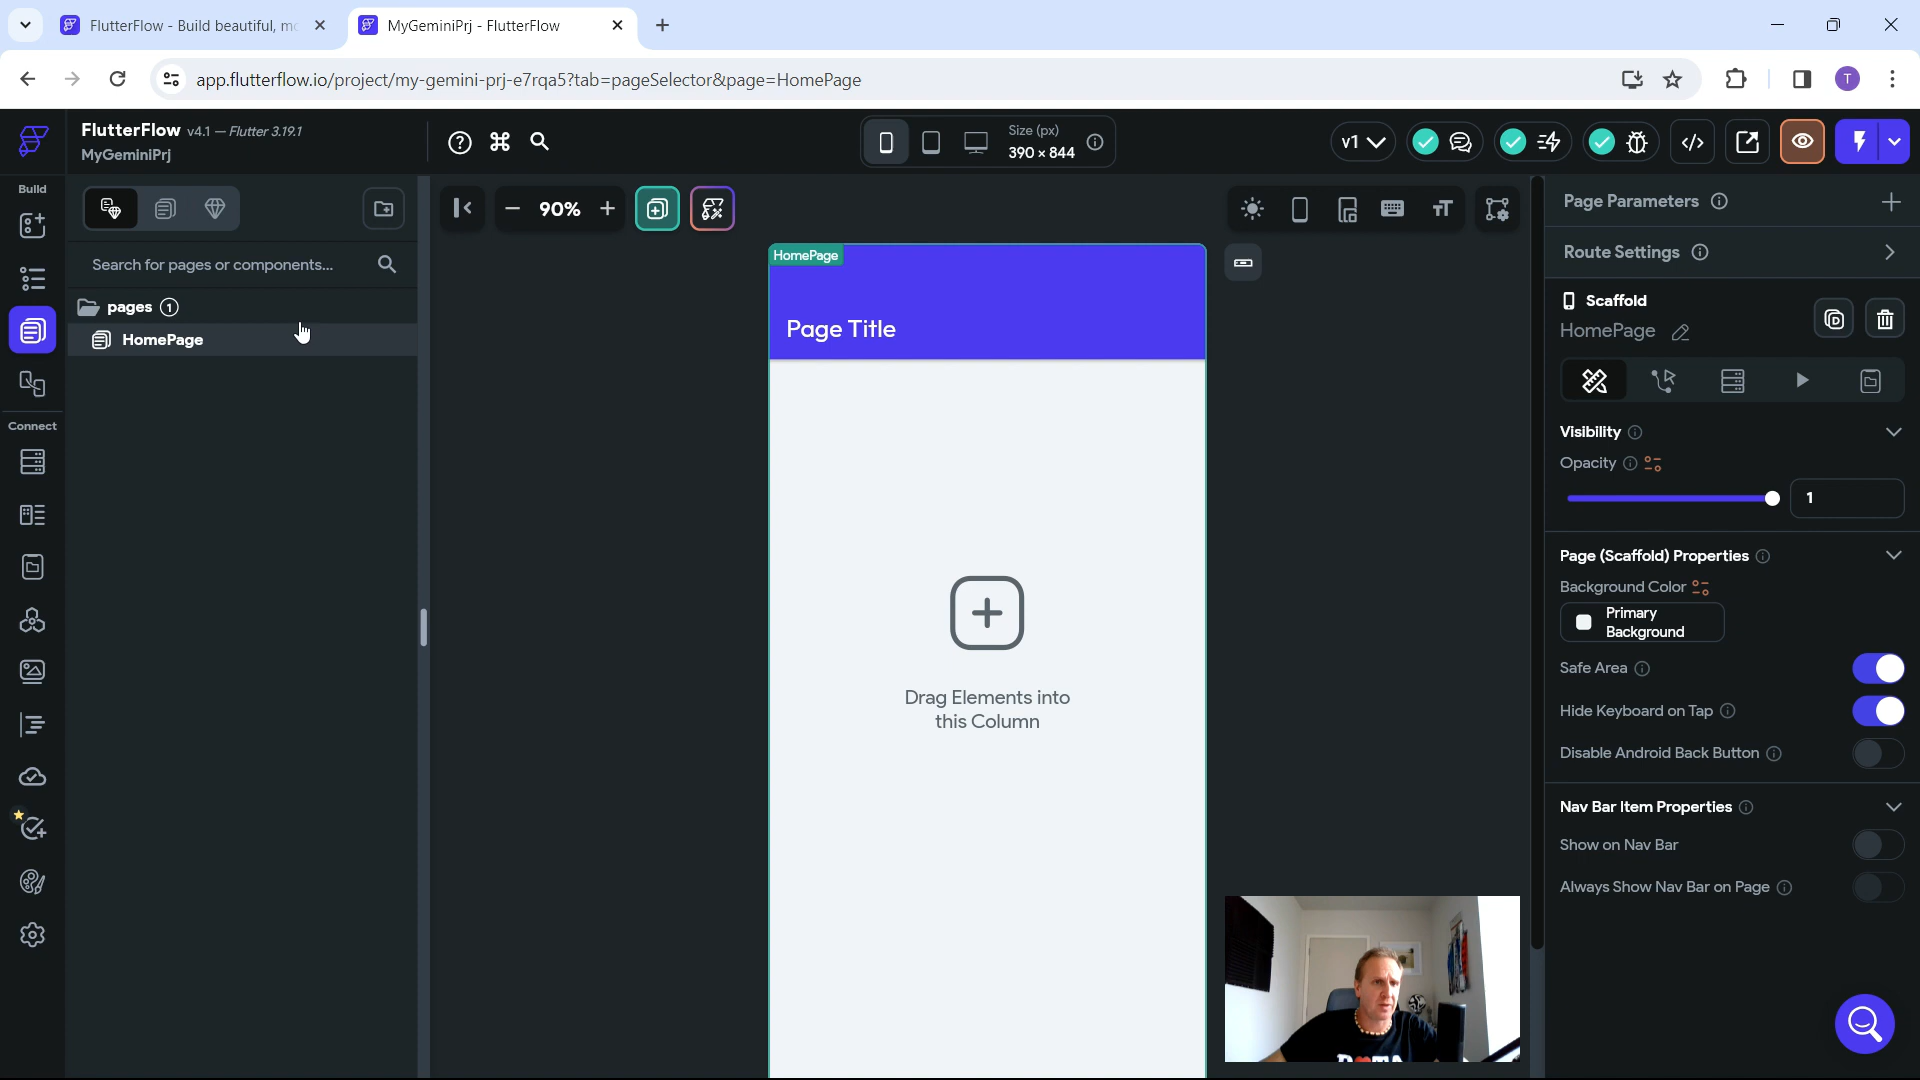 FlutterFlow - Build beautiful, mo
MyGeminiPrj - FlutterFlow
app.flutterflow.io/project/my-gemini-prj-e7rqa5?tab=pageSelector&page=HomePage
T
FlutterFlow v4.1 — Flutter 3.19.1
MyGeminiPrj
Size (px)
390 × 844
v1
Build
Connect
90%
Search for pages or components...
pages 1
HomePage
HomePage
Page Title
Drag Elements into
this Column
Page Parameters
Route Settings
Scaffold
HomePage
Visibility
Opacity
1
Page (Scaffold) Properties
Background Color
Primary
Background
Safe Area
Hide Keyboard on Tap
Disable Android Back Button
Nav Bar Item Properties
Show on Nav Bar
Always Show Nav Bar on Page